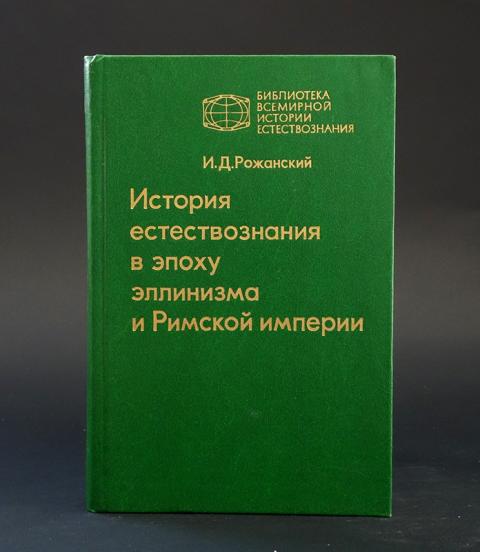 БИБЛИОТЕКА
ВСЕМИРНОЙ
ИСТОРИИ
ЕСТЕСТВОЗНАНИЯ
И.Д.Рожанский
История
естествознания
в эпоху
эллинизма
и Римской империи